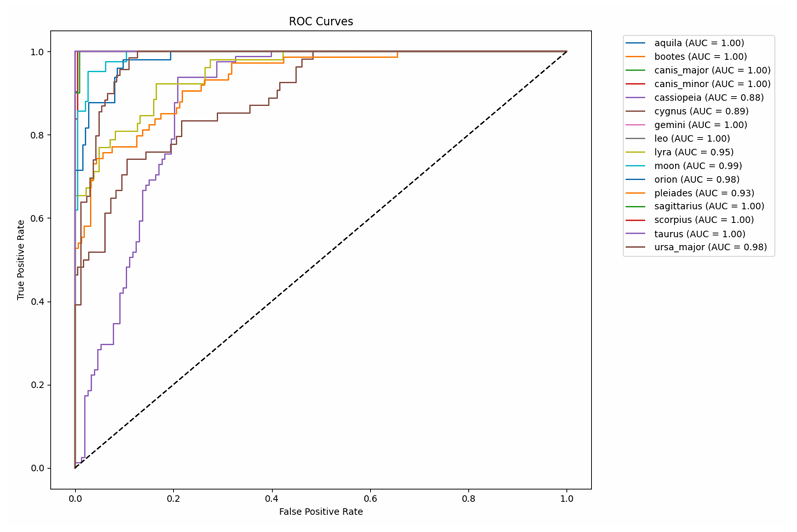 ROC Curves
1.0
0.8
0.6
0.4
0.2
0.0
True Positive Rate
0.0 0.2 0.4 0.6 0.8 1.0
False Positive Rate
aquila (AUC = 1.00)
bootes (AUC = 1.00)
canis_major (AUC = 1.00)
canis_minor (AUC = 1.00)
cassiopeia (AUC = 0.88)
cygnus (AUC = 0.89)
gemini (AUC = 1.00)
leo (AUC = 1.00)
lyra (AUC = 0.95)
moon (AUC = 0.99)
orion (AUC = 0.98)
pleiades (AUC = 0.93)
sagittarius (AUC = 1.00)
scorpius (AUC = 1.00)
taurus (AUC = 1.00)
ursa_major (AUC = 0.98)